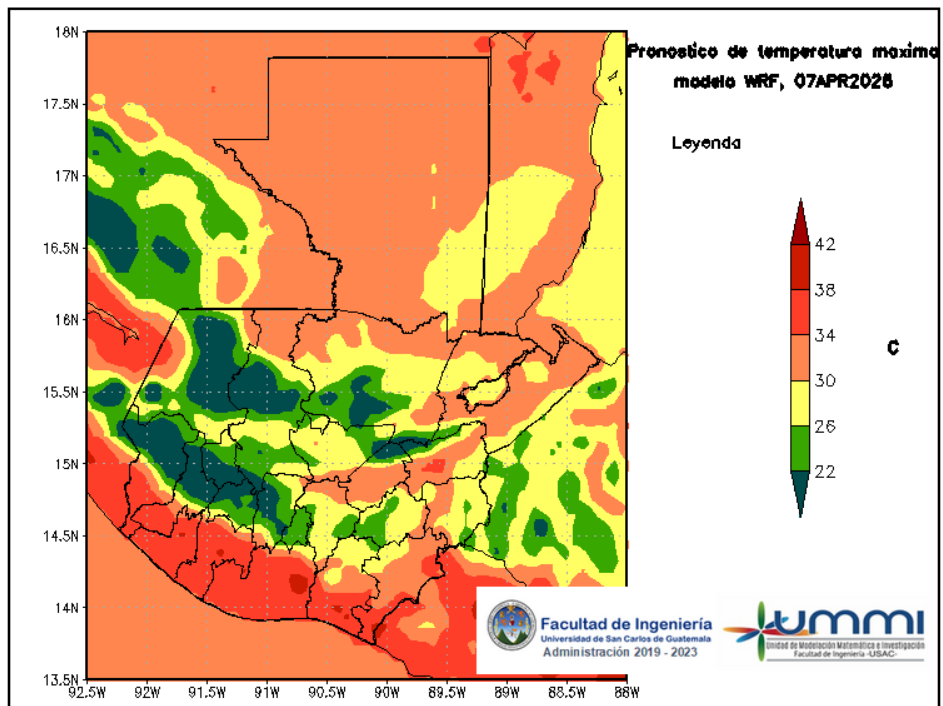 Pronostico de temperatura maxima
modelo WRF, 07APR2026
Leyenda
18N
17.5N
17N
16.5N
16N
15.5N
15N
14.5N
14N
13.5N
92.5W 92W 91.5W 91W 90.5W 90W 89.5W 89W 88.5W 88W
42
38
34
30
26
22
C
Facultad de Ingeniería
Universidad de San Carlos de Guatemala
Administración 2019 - 2023
UMMI
Unidad de Modelación Matemática e Investigación
Facultad de Ingeniería -USAC-